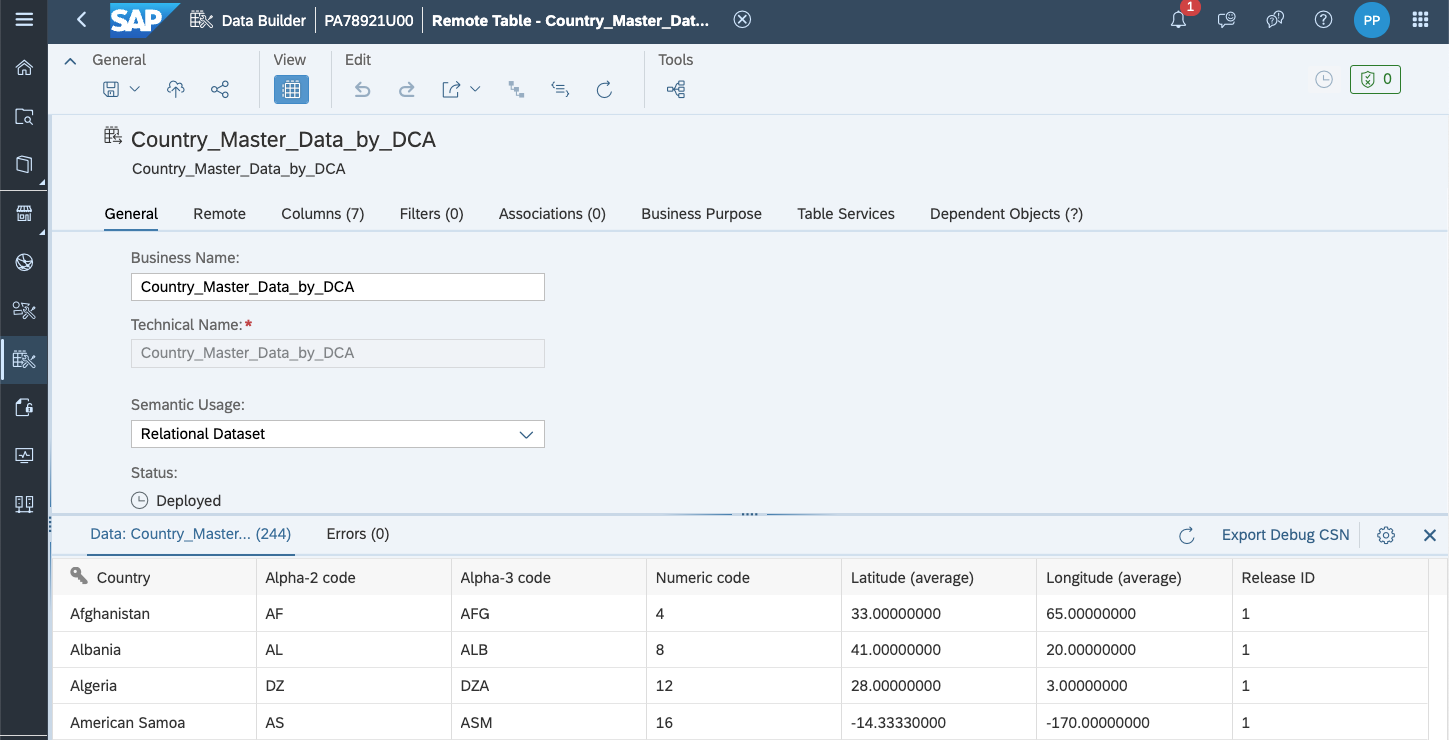 SAP Data Builder PA78921U00 Remote Table - Country_Master_Dat... 1 PP
General View Edit Tools
0
Country_Master_Data_by_DCA
Country_Master_Data_by_DCA
General Remote Columns (7) Filters (0) Associations (0) Business Purpose Table Services Dependent Objects (?)
Business Name:
Country_Master_Data_by_DCA
Technical Name:*
Country_Master_Data_by_DCA
Semantic Usage:
Relational Dataset
Status:
Deployed
Data: Country_Master... (244) Errors (0) Export Debug CSN
Country Alpha-2 code Alpha-3 code Numeric code Latitude (average) Longitude (average) Release ID
Afghanistan AF AFG 4 33.00000000 65.00000000 1
Albania AL ALB 8 41.00000000 20.00000000 1
Algeria DZ DZA 12 28.00000000 3.00000000 1
American Samoa AS ASM 16 -14.33330000 -170.00000000 1